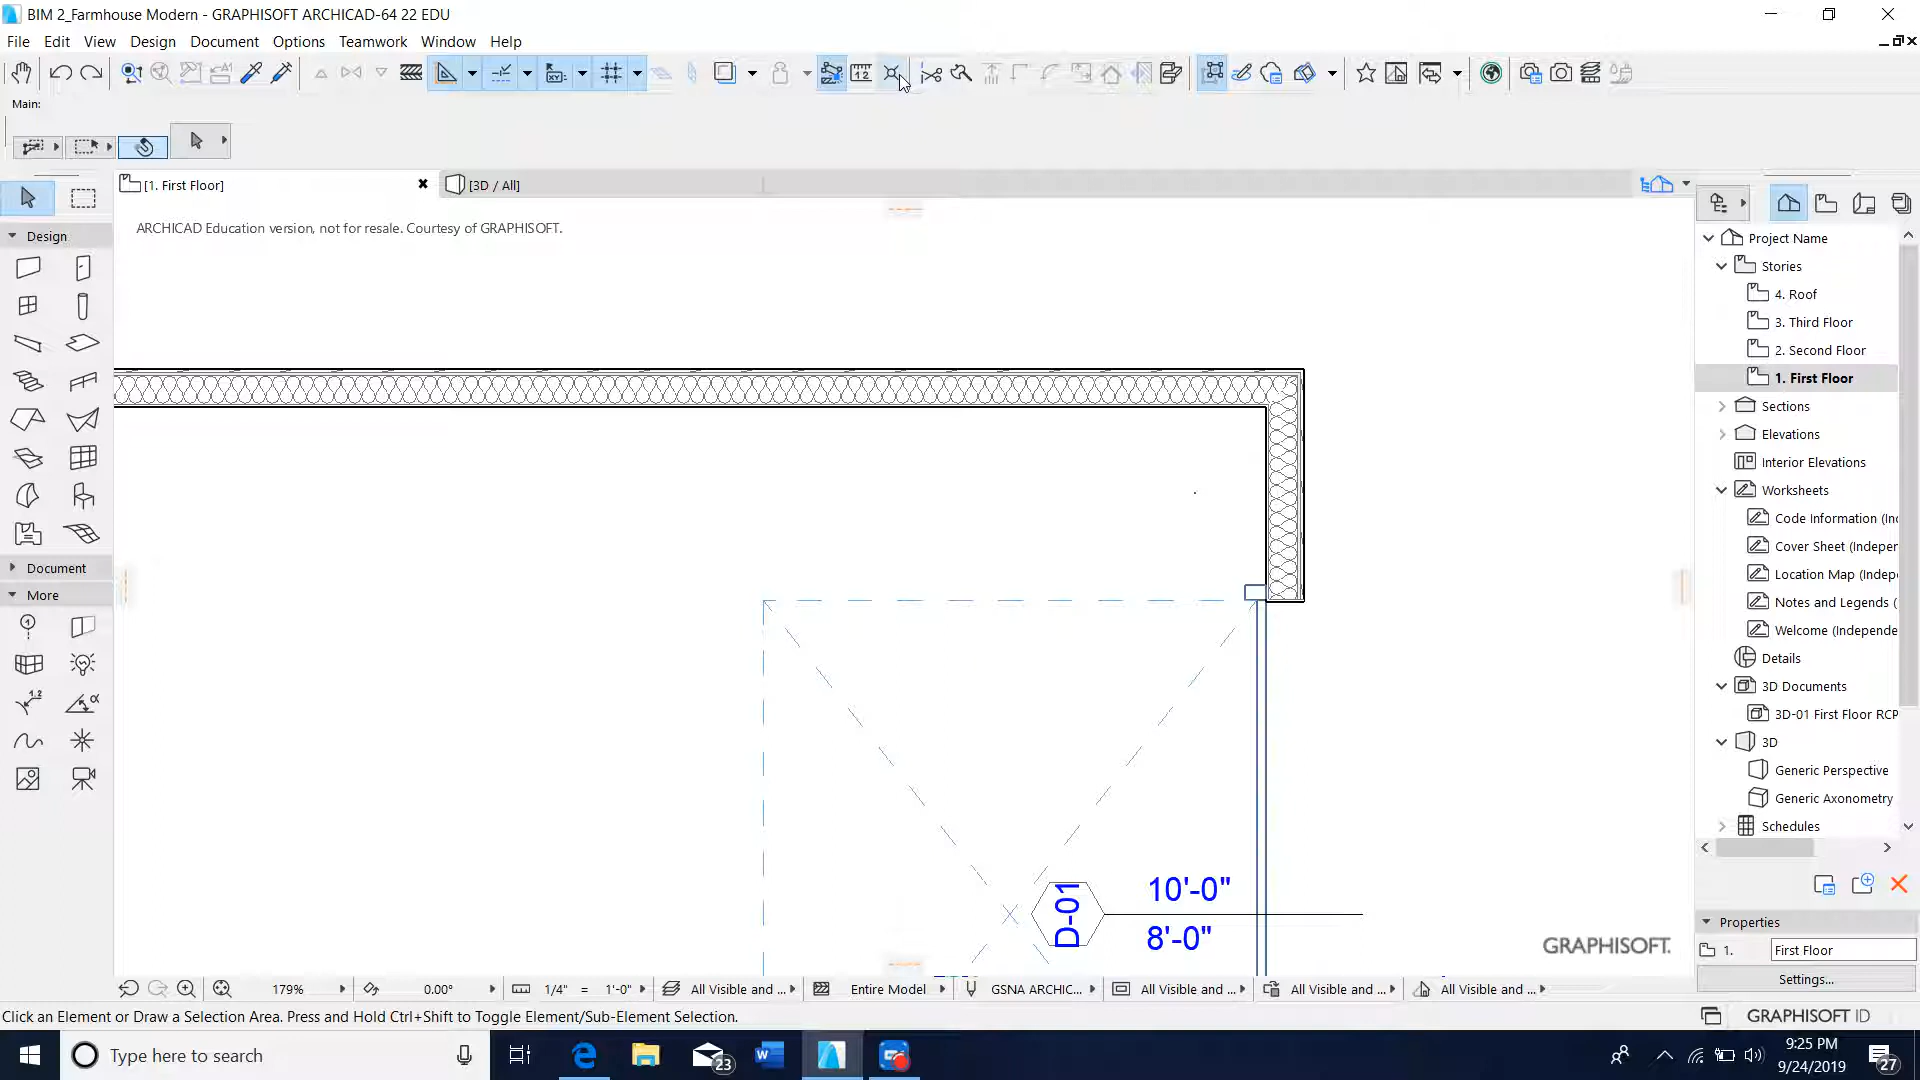 BIM 2_Farmhouse Modern - GRAPHISOFT ARCHICAD-64 22 EDU
File Edit View Design Document Options Teamwork Window Help
Main:
[1. First Floor]
[3D / All]
ARCHICAD Education version, not for resale. Courtesy of GRAPHISOFT.
Design
Document
More
Project Name
Stories
4. Roof
3. Third Floor
2. Second Floor
1. First Floor
Sections
Elevations
Interior Elevations
Worksheets
Code Information (Inc
Cover Sheet (Indeper
Location Map (Indep
Notes and Legends (
Welcome (Independe
Details
3D Documents
3D-01 First Floor RCP
3D
Generic Perspective
Generic Axonometry
Schedules
D-01
10'-0"
8'-0"
GRAPHISOFT.
Properties
1.
First Floor
Settings...
179%
0.00°
1/4" = 1'-0"
All Visible and ...
Entire Model
GSNA ARCHIC...
All Visible and ...
All Visible and ...
All Visible and ...
Click an Element or Draw a Selection Area. Press and Hold Ctrl+Shift to Toggle Element/Sub-Element Selection.
GRAPHISOFT ID
Type here to search
23
9:25 PM
9/24/2019
27